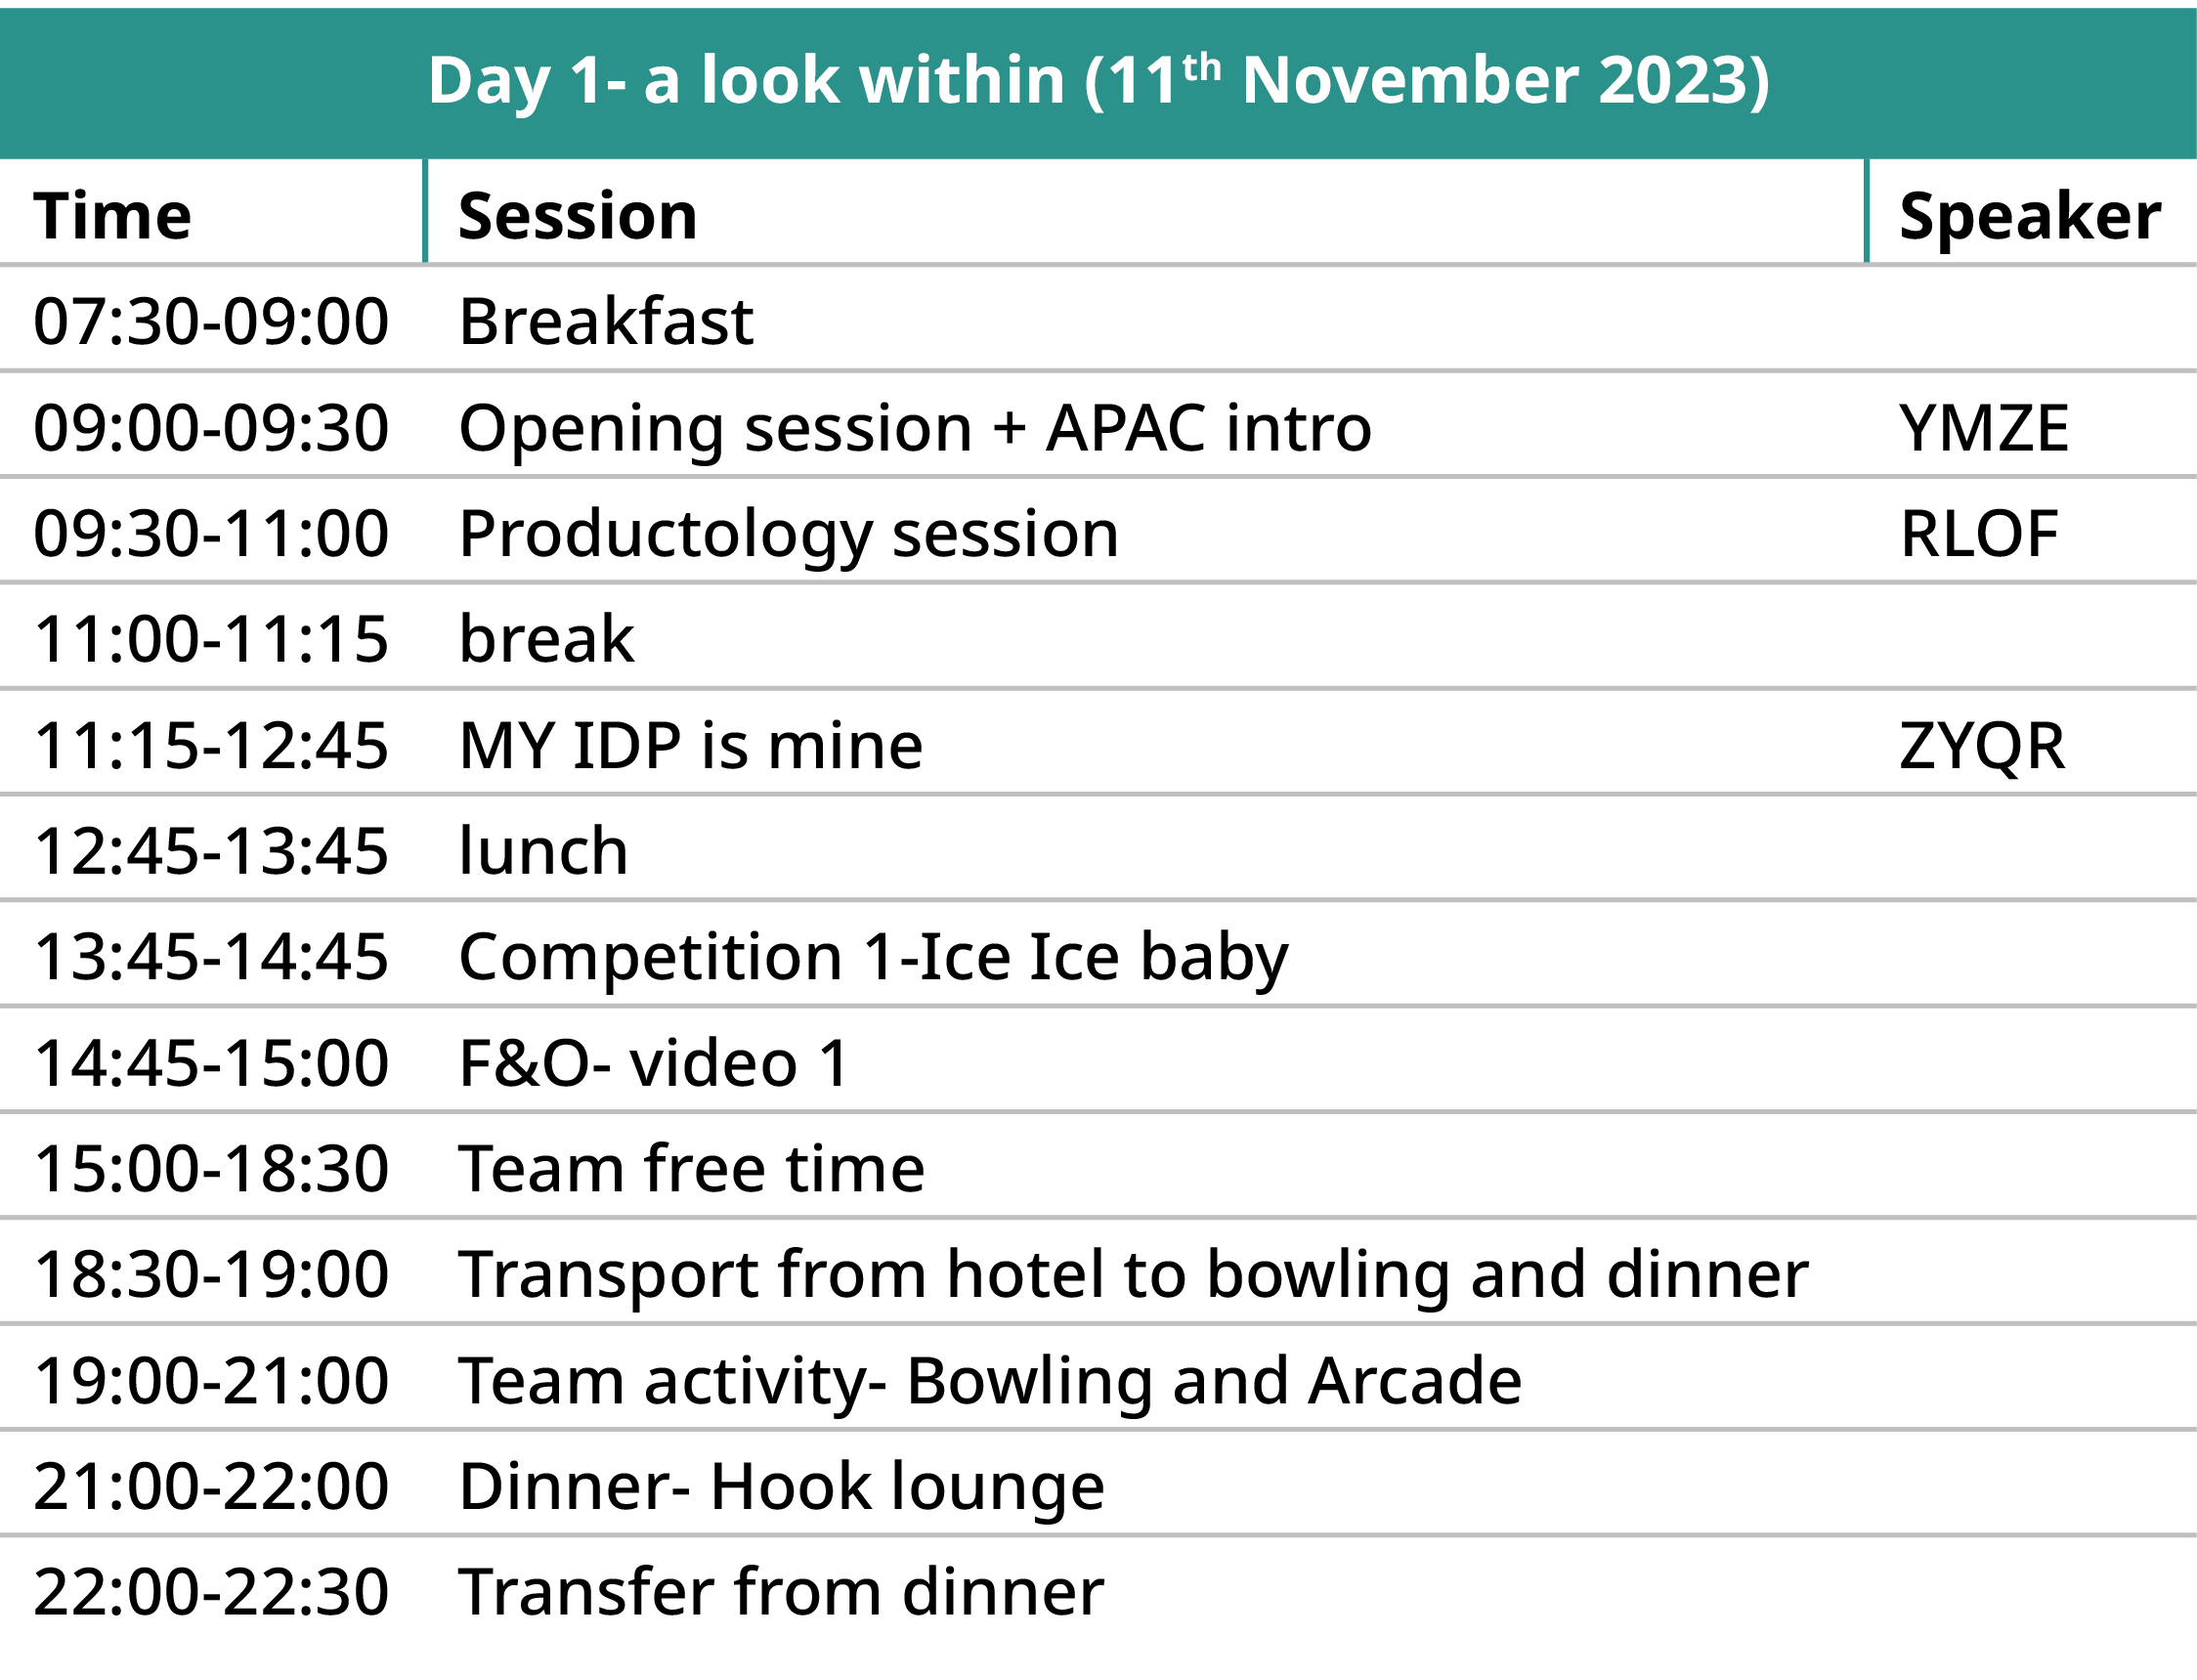 Day 1- a look within (11th November 2023)
Time Session Speaker
07:30-09:00 Breakfast
09:00-09:30 Opening session + APAC intro YMZE
09:30-11:00 Productology session RLOF
11:00-11:15 break
11:15-12:45 MY IDP is mine ZYQR
12:45-13:45 lunch
13:45-14:45 Competition 1-Ice Ice baby
14:45-15:00 F&O- video 1
15:00-18:30 Team free time
18:30-19:00 Transport from hotel to bowling and dinner
19:00-21:00 Team activity- Bowling and Arcade
21:00-22:00 Dinner- Hook lounge
22:00-22:30 Transfer from dinner